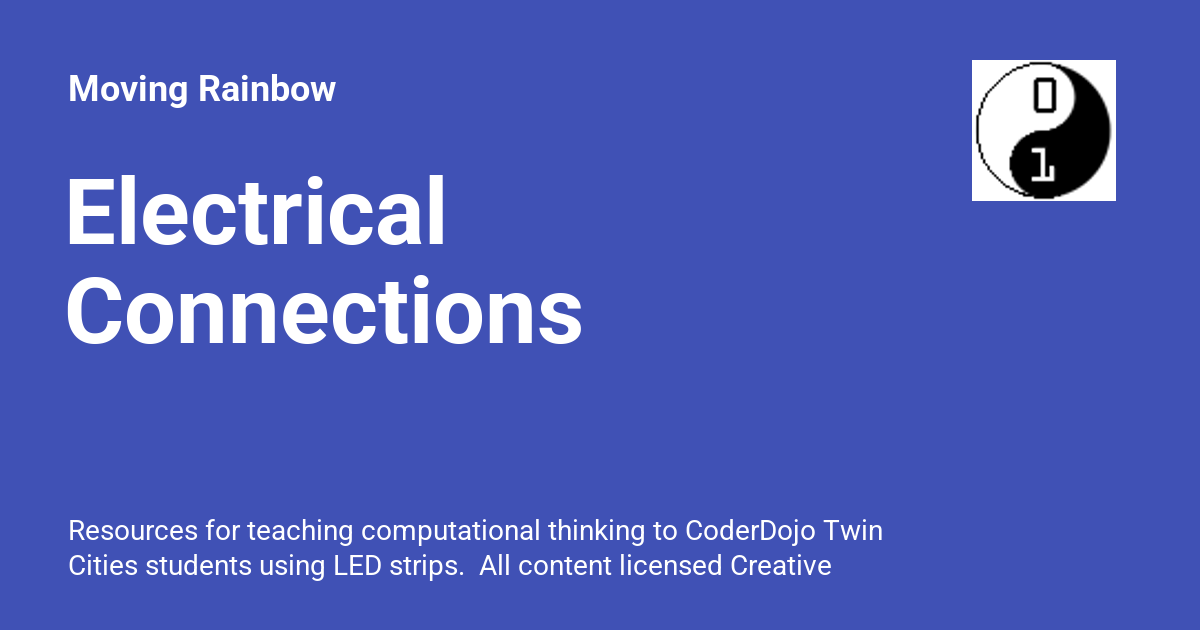 Moving Rainbow
0
1
Electrical
Connections
Resources for teaching computational thinking to CoderDojo Twin
Cities students using LED strips.  All content licensed Creative